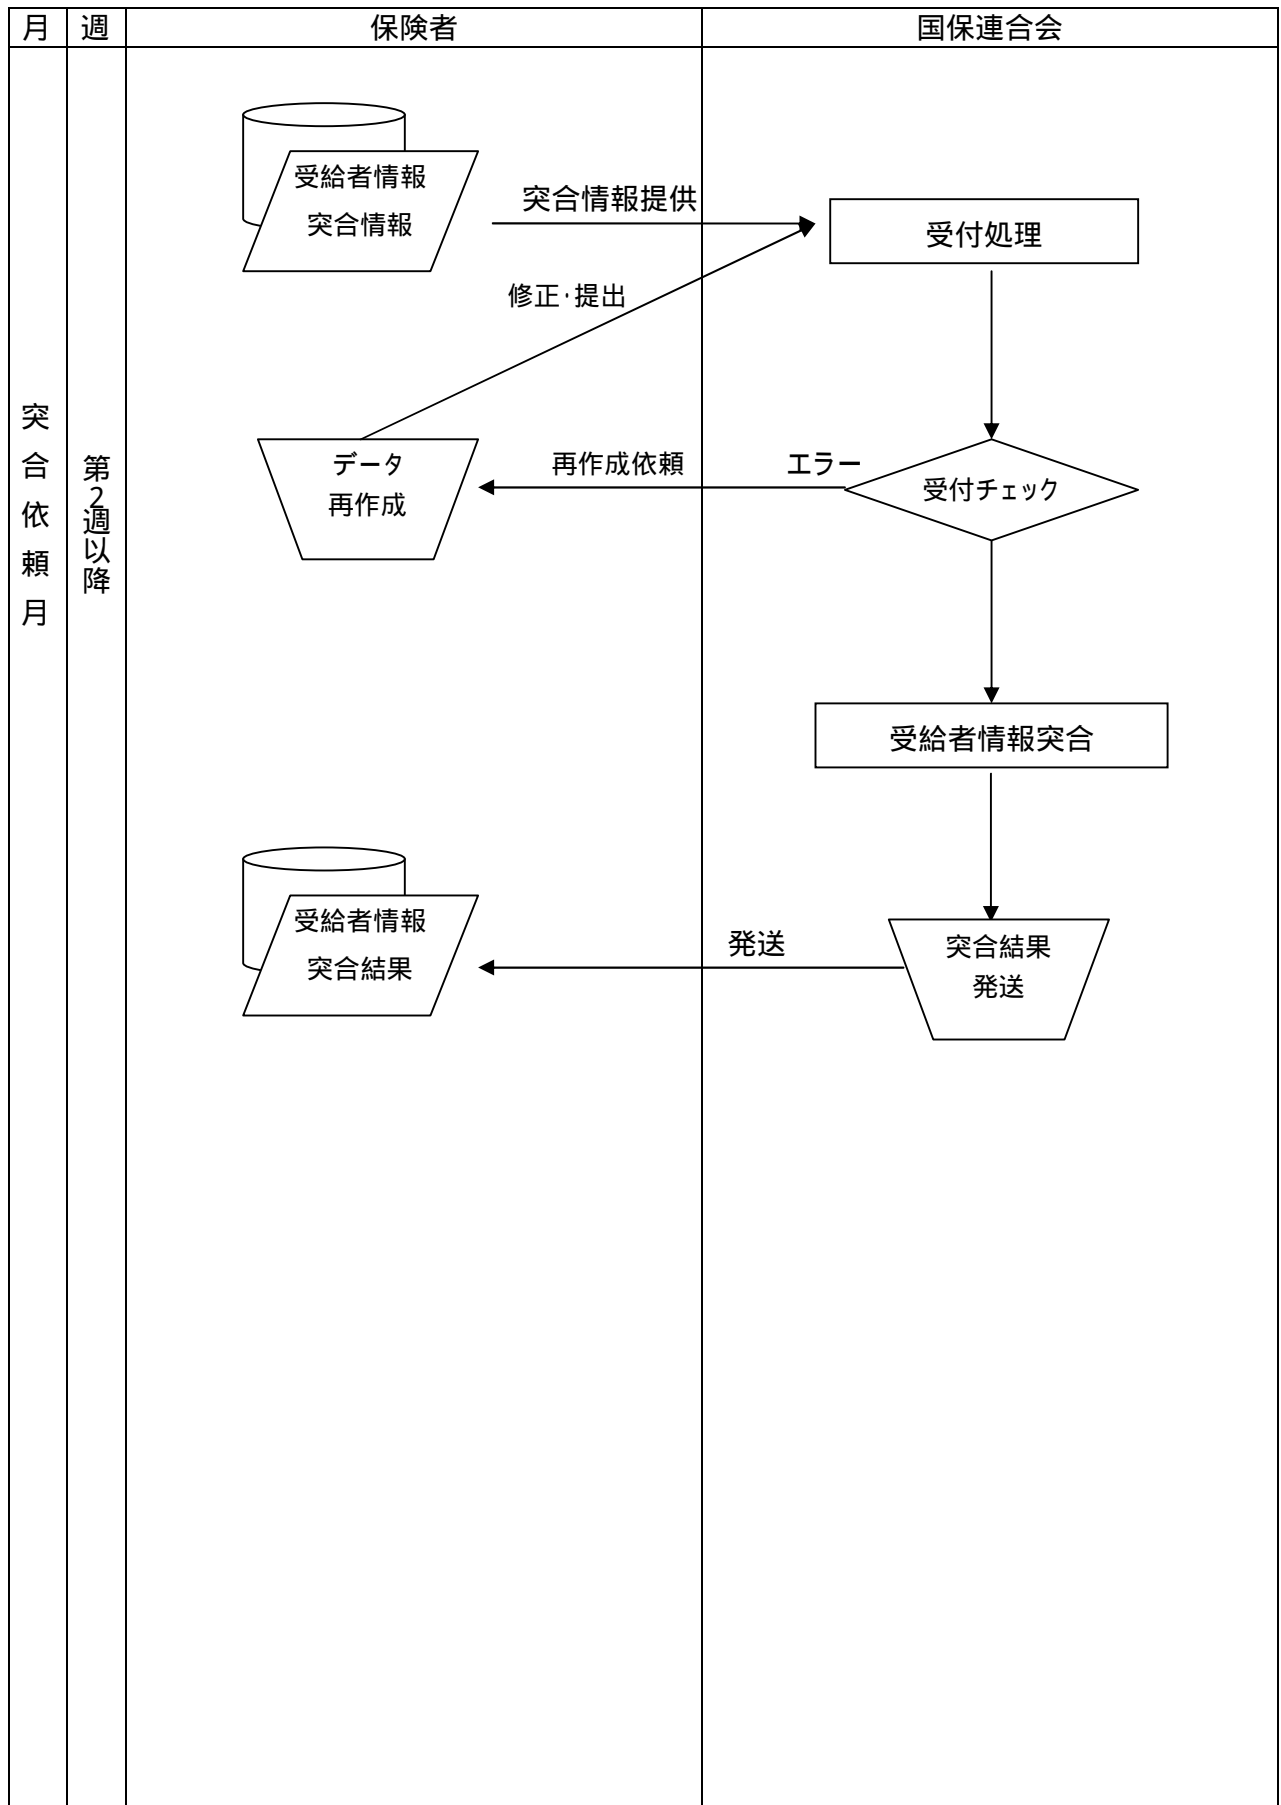 月
週
保険者
国保連合会
突合依頼月
第2週以降
受給者情報
突合情報
突合情報提供
受付処理
修正・提出
データ
再作成
再作成依頼
エラー
受付チェック
受給者情報突合
受給者情報
突合結果
発送
突合結果
発送